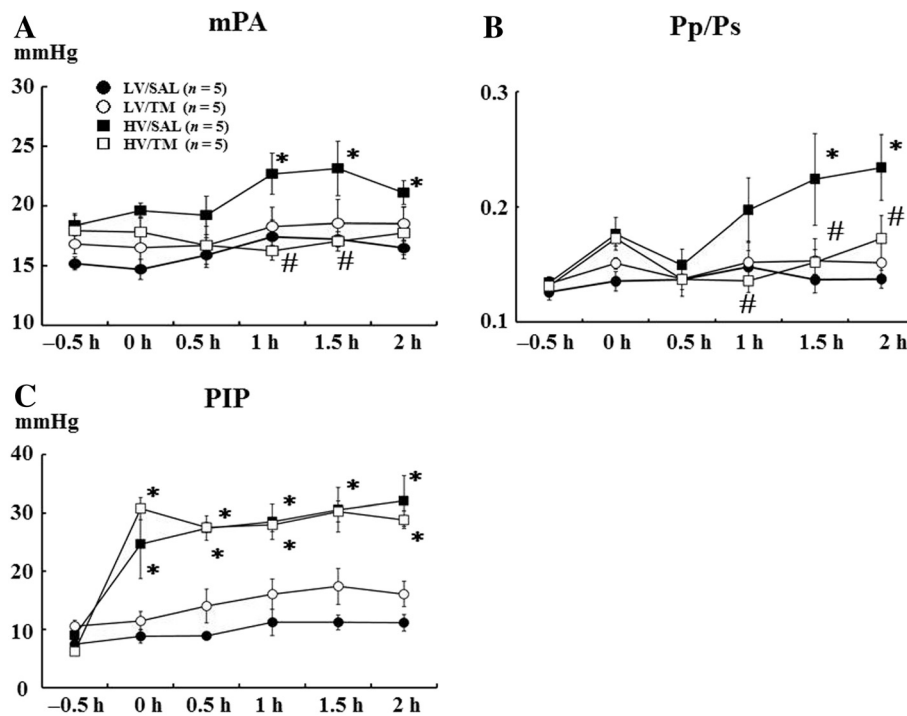 A
mPA
mmHg
30
25
20
15
10
LV/SAL (n = 5)
LV/TM (n = 5)
HV/SAL (n = 5)
HV/TM (n = 5)
* * *
# #
–0.5 h 0 h 0.5 h 1 h 1.5 h 2 h
B
Pp/Ps
0.3
0.2
0.1
* *
# # #
–0.5 h 0 h 0.5 h 1 h 1.5 h 2 h
C
PIP
mmHg
40
30
20
10
0
* * * * *
* * * *
–0.5 h 0 h 0.5 h 1 h 1.5 h 2 h